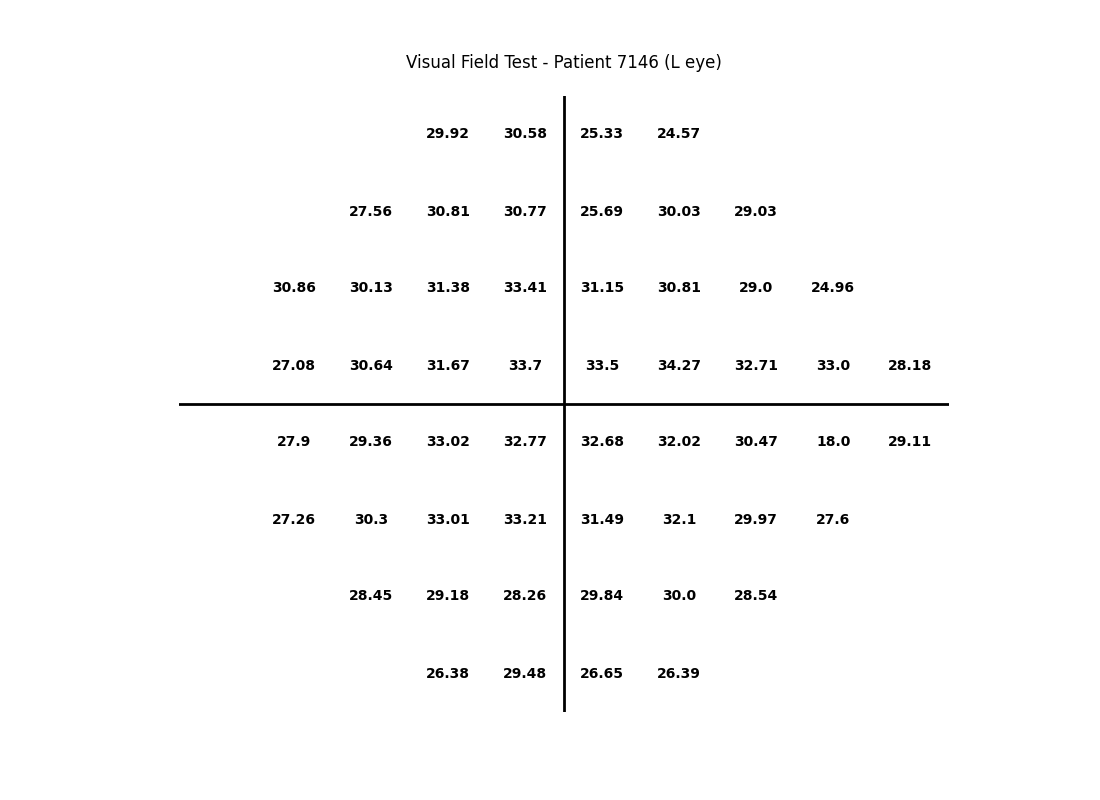 Visual Field Test - Patient 7146 (L eye)
29.92 30.58 25.33 24.57
27.56 30.81 30.77 25.69 30.03 29.03
30.86 30.13 31.38 33.41 31.15 30.81 29.0 24.96
27.08 30.64 31.67 33.7 33.5 34.27 32.71 33.0 28.18
27.9 29.36 33.02 32.77 32.68 32.02 30.47 18.0 29.11
27.26 30.3 33.01 33.21 31.49 32.1 29.97 27.6
28.45 29.18 28.26 29.84 30.0 28.54
26.38 29.48 26.65 26.39